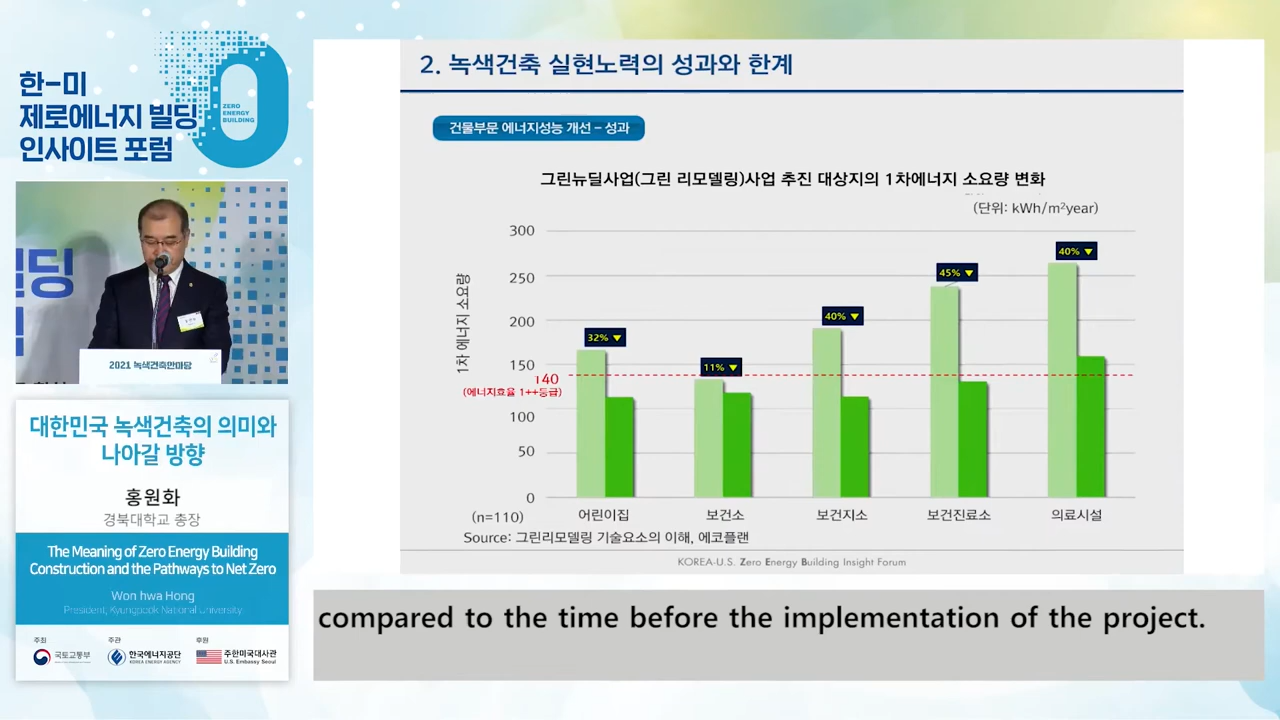 한-미
제로에너지 빌딩
인사이트 포럼
ZERO
ENERGY
BUILDING
딩
2021 녹색건축한마당
대한민국 녹색건축의 의미와
나아갈 방향
홍원화
경북대학교 총장
The Meaning of Zero Energy Building
Construction and the Pathways to Net Zero
Won hwa Hong
President, Kyungpook National University
주최
주관
후원
국토교통부
한국에너지공단
KOREA ENERGY AGENCY
주한미국대사관
U.S. Embassy Seoul
2. 녹색건축 실현노력의 성과와 한계
건물부문 에너지성능 개선 – 성과
그린뉴딜사업(그린 리모델링)사업 추진 대상지의 1차에너지 소요량 변화
(단위: kWh/m²year)
1차 에너지 소요량
300
250
200
150
140
(에너지효율 1++등급)
100
50
0
32% ▼
11% ▼
40% ▼
45% ▼
40% ▼
(n=110)
어린이집
보건소
보건지소
보건진료소
의료시설
Source: 그린리모델링 기술요소의 이해, 에코플랜
KOREA-U.S. Zero Energy Building Insight Forum
compared to the time before the implementation of the project.